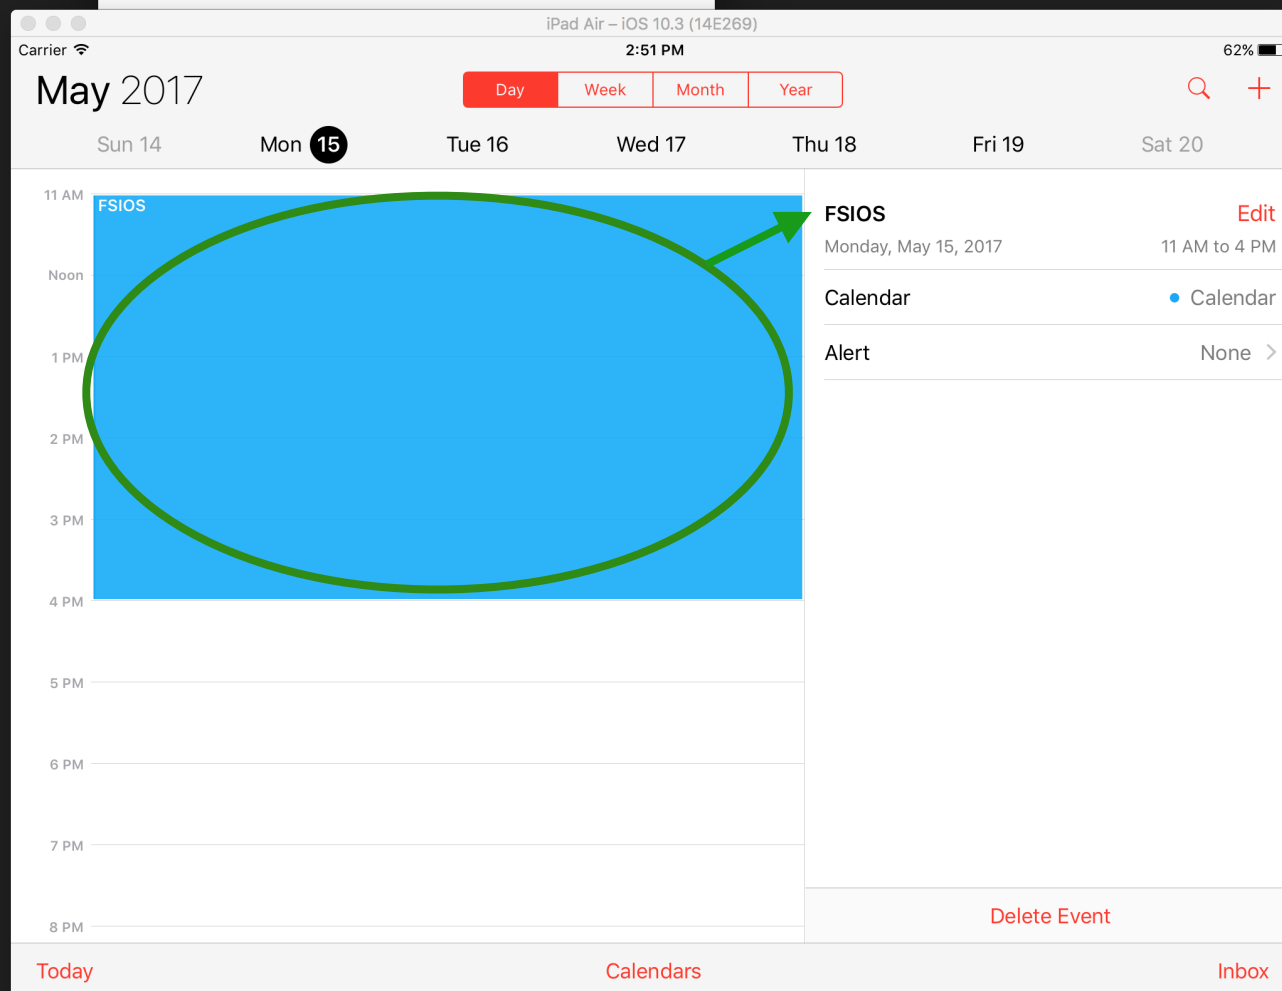 iPad Air – iOS 10.3 (14E269)
Carrier 2:51 PM 62%
May 2017 Day Week Month Year
Sun 14 Mon 15 Tue 16 Wed 17 Thu 18 Fri 19 Sat 20
11 AM
FSIOS
Noon
1 PM
2 PM
3 PM
4 PM
5 PM
6 PM
7 PM
8 PM
FSIOS Edit
Monday, May 15, 2017 11 AM to 4 PM
Calendar Calendar
Alert None
Delete Event
Today Calendars Inbox